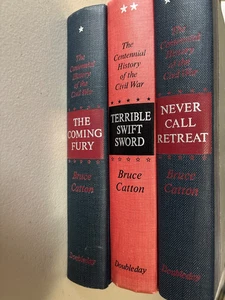 The
Centennial
History
of the
Civil War
THE
COMING
FURY
Bruce
Catton
Doubleday
The
Centennial
History
of the
Civil War
TERRIBLE
SWIFT
SWORD
Bruce
Catton
Doubleday
The
Centennial
History
of the
Civil War
NEVER
CALL
RETREAT
Bruce
Catton
Doubleday